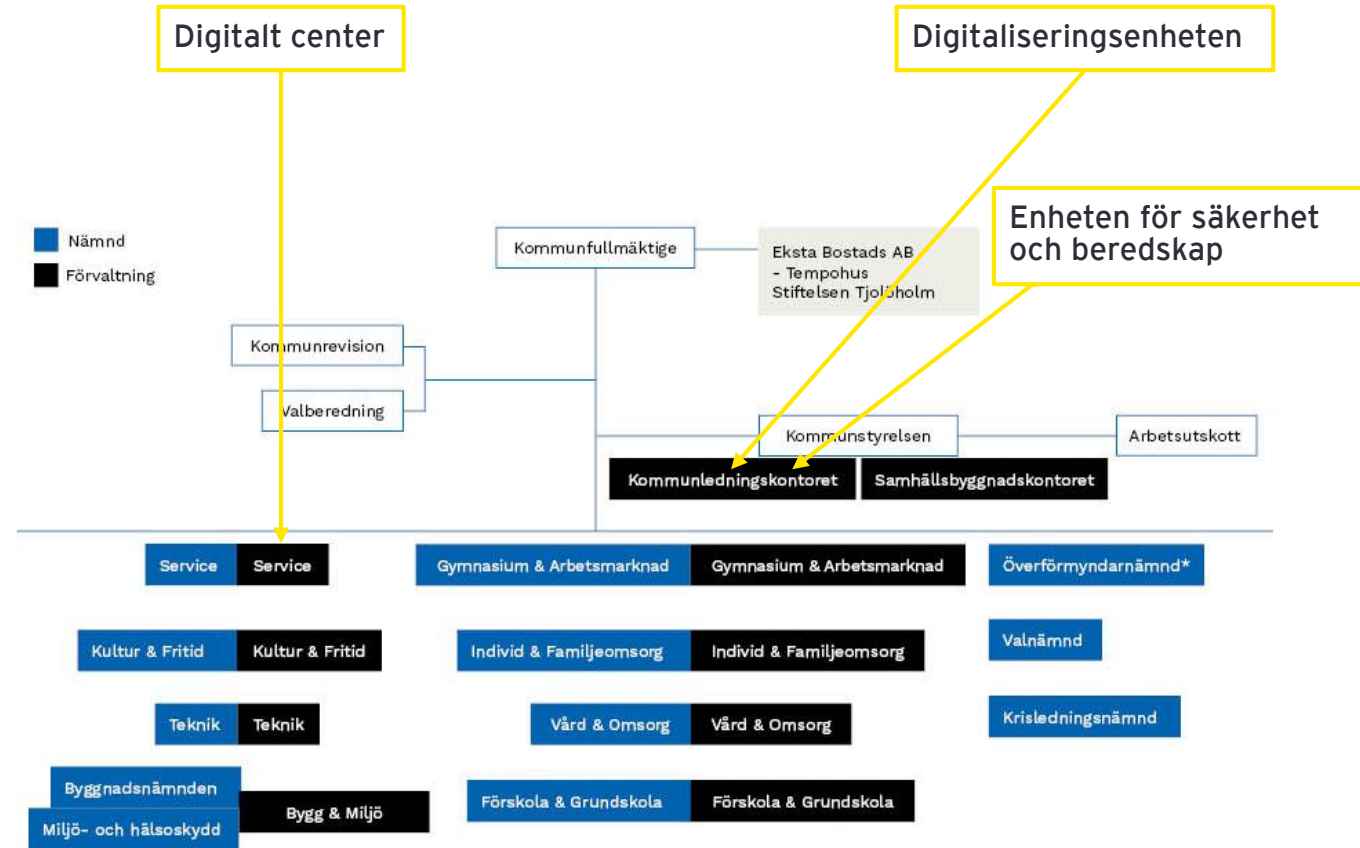 Digitalt center
Digitaliseringsenheten
Enheten för säkerhet
och beredskap
Nämnd
Förvaltning
Kommunfullmäktige
Eksta Bostads AB
- Tempohus
Stiftelsen Tjolöholm
Kommunrevision
Valberedning
Kommunstyrelsen
Arbetsutskott
Kommunledningskontoret
Samhällsbyggnadskontoret
Service
Service
Gymnasium & Arbetsmarknad
Gymnasium & Arbetsmarknad
Överförmyndarnämnd*
Kultur & Fritid
Kultur & Fritid
Individ & Familjeomsorg
Individ & Familjeomsorg
Valnämnd
Teknik
Teknik
Vård & Omsorg
Vård & Omsorg
Krisledningsnämnd
Byggnadsnämnden
Miljö- och hälsoskydd
Bygg & Miljö
Förskola & Grundskola
Förskola & Grundskola